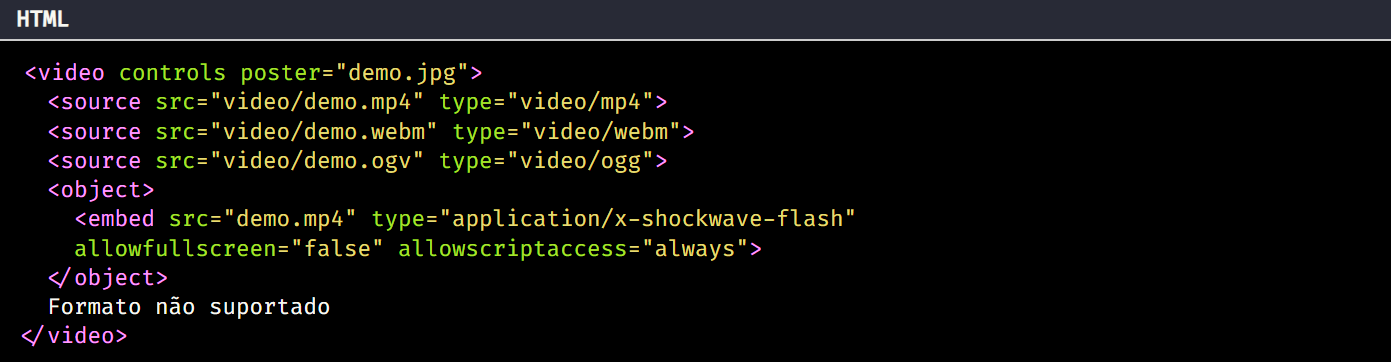 HTML
<video controls poster="demo.jpg">
  <source src="video/demo.mp4" type="video/mp4">
  <source src="video/demo.webm" type="video/webm">
  <source src="video/demo.ogv" type="video/ogg">
  <object>
    <embed src="demo.mp4" type="application/x-shockwave-flash"
    allowfullscreen="false" allowscriptaccess="always">
  </object>
  Formato não suportado
</video>